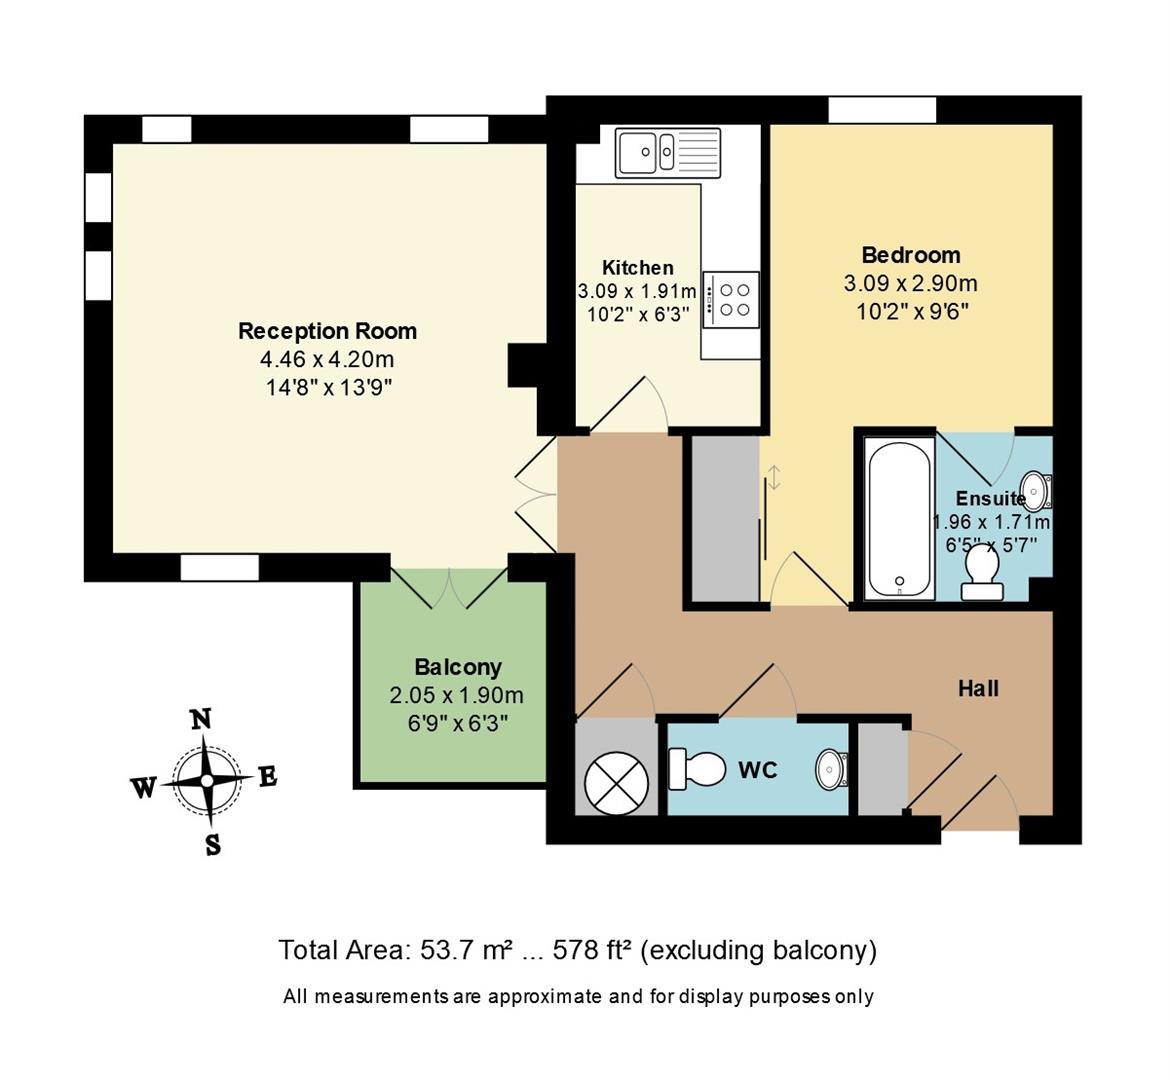 Reception Room
4.46 x 4.20m
14'8" x 13'9"
Kitchen
3.09 x 1.91m
10'2" x 6'3"
Bedroom
3.09 x 2.90m
10'2" x 9'6"
Ensuite
1.96 x 1.71m
6'5" x 5'7"
Balcony
2.05 x 1.90m
6'9" x 6'3"
Hall
WC
N
W
E
S
Total Area: 53.7 m² ... 578 ft² (excluding balcony)
All measurements are approximate and for display purposes only